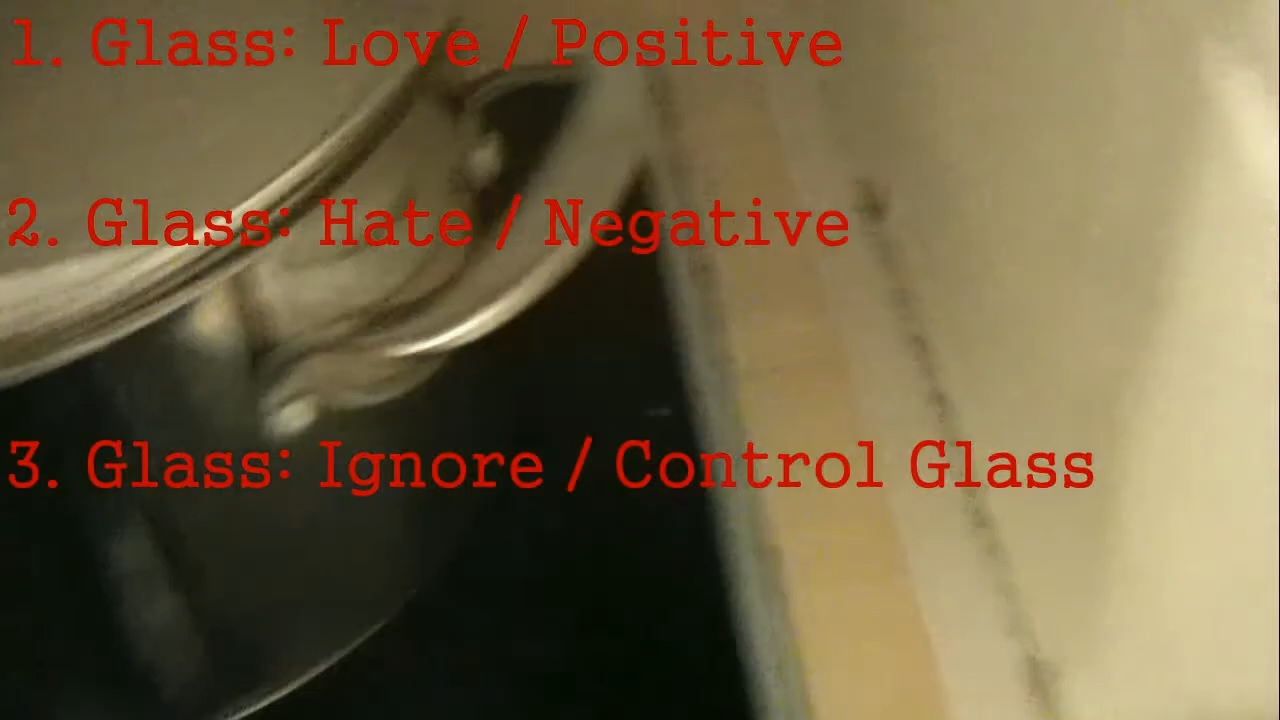 1. Glass: Love / Positive
2. Glass: Hate / Negative
3. Glass: Ignore / Control Glass